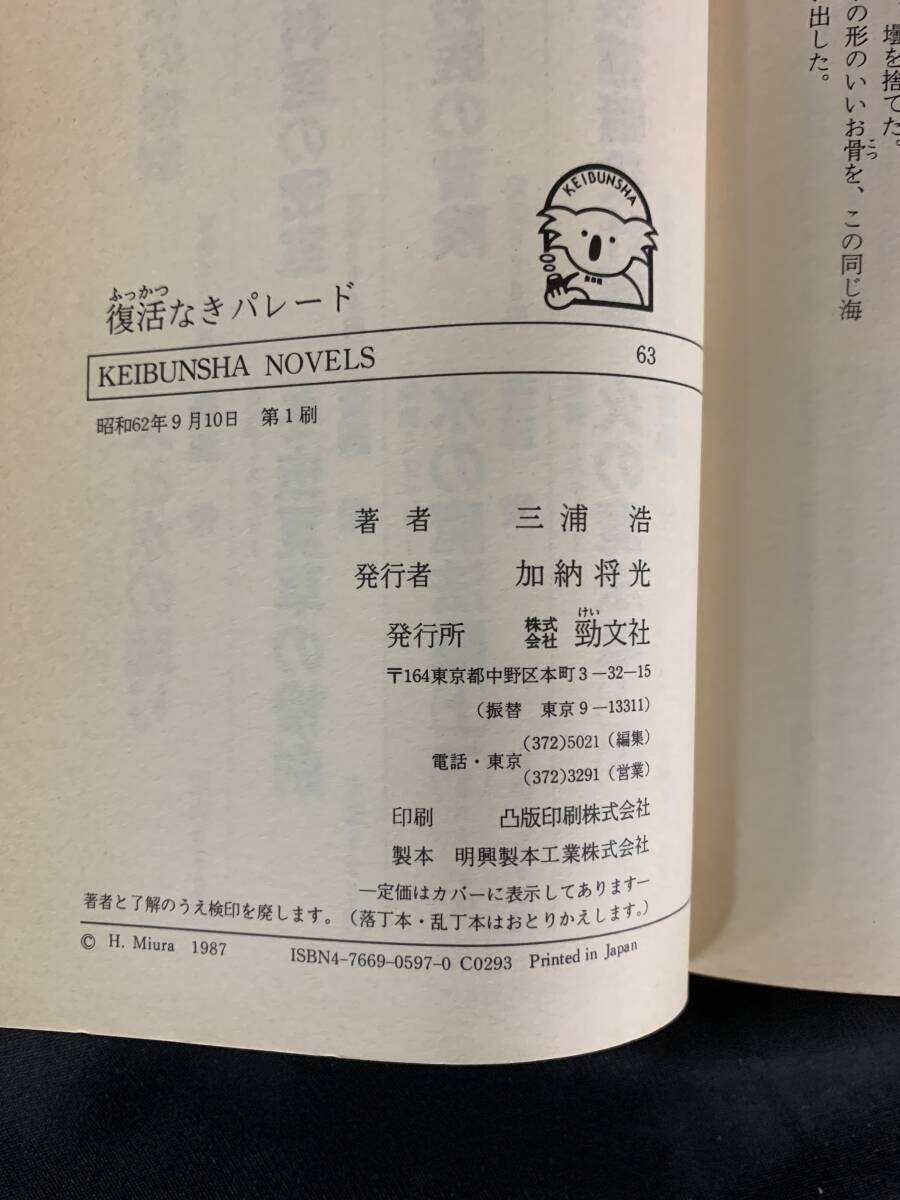 壜を捨てた。
の形のいいお骨を、この同じ海
こつ
出した。
KEIBUNSHA
ふっかつ
復活なきパレード
KEIBUNSHA NOVELS 63
昭和62年9月10日 第1刷
著者 三浦 浩
発行者 加納将光
けい
発行所 株式会社 勁文社
〒164東京都中野区本町3-32-15
(振替 東京9-13311)
電話・東京 (372)5021(編集)
(372)3291(営業)
印刷 凸版印刷株式会社
製本 明興製本工業株式会社
—定価はカバーに表示してあります—
著者と了解のうえ検印を廃します。(落丁本・乱丁本はおとりかえします。)
© H. Miura 1987 ISBN4-7669-0597-0 C0293 Printed in Japan